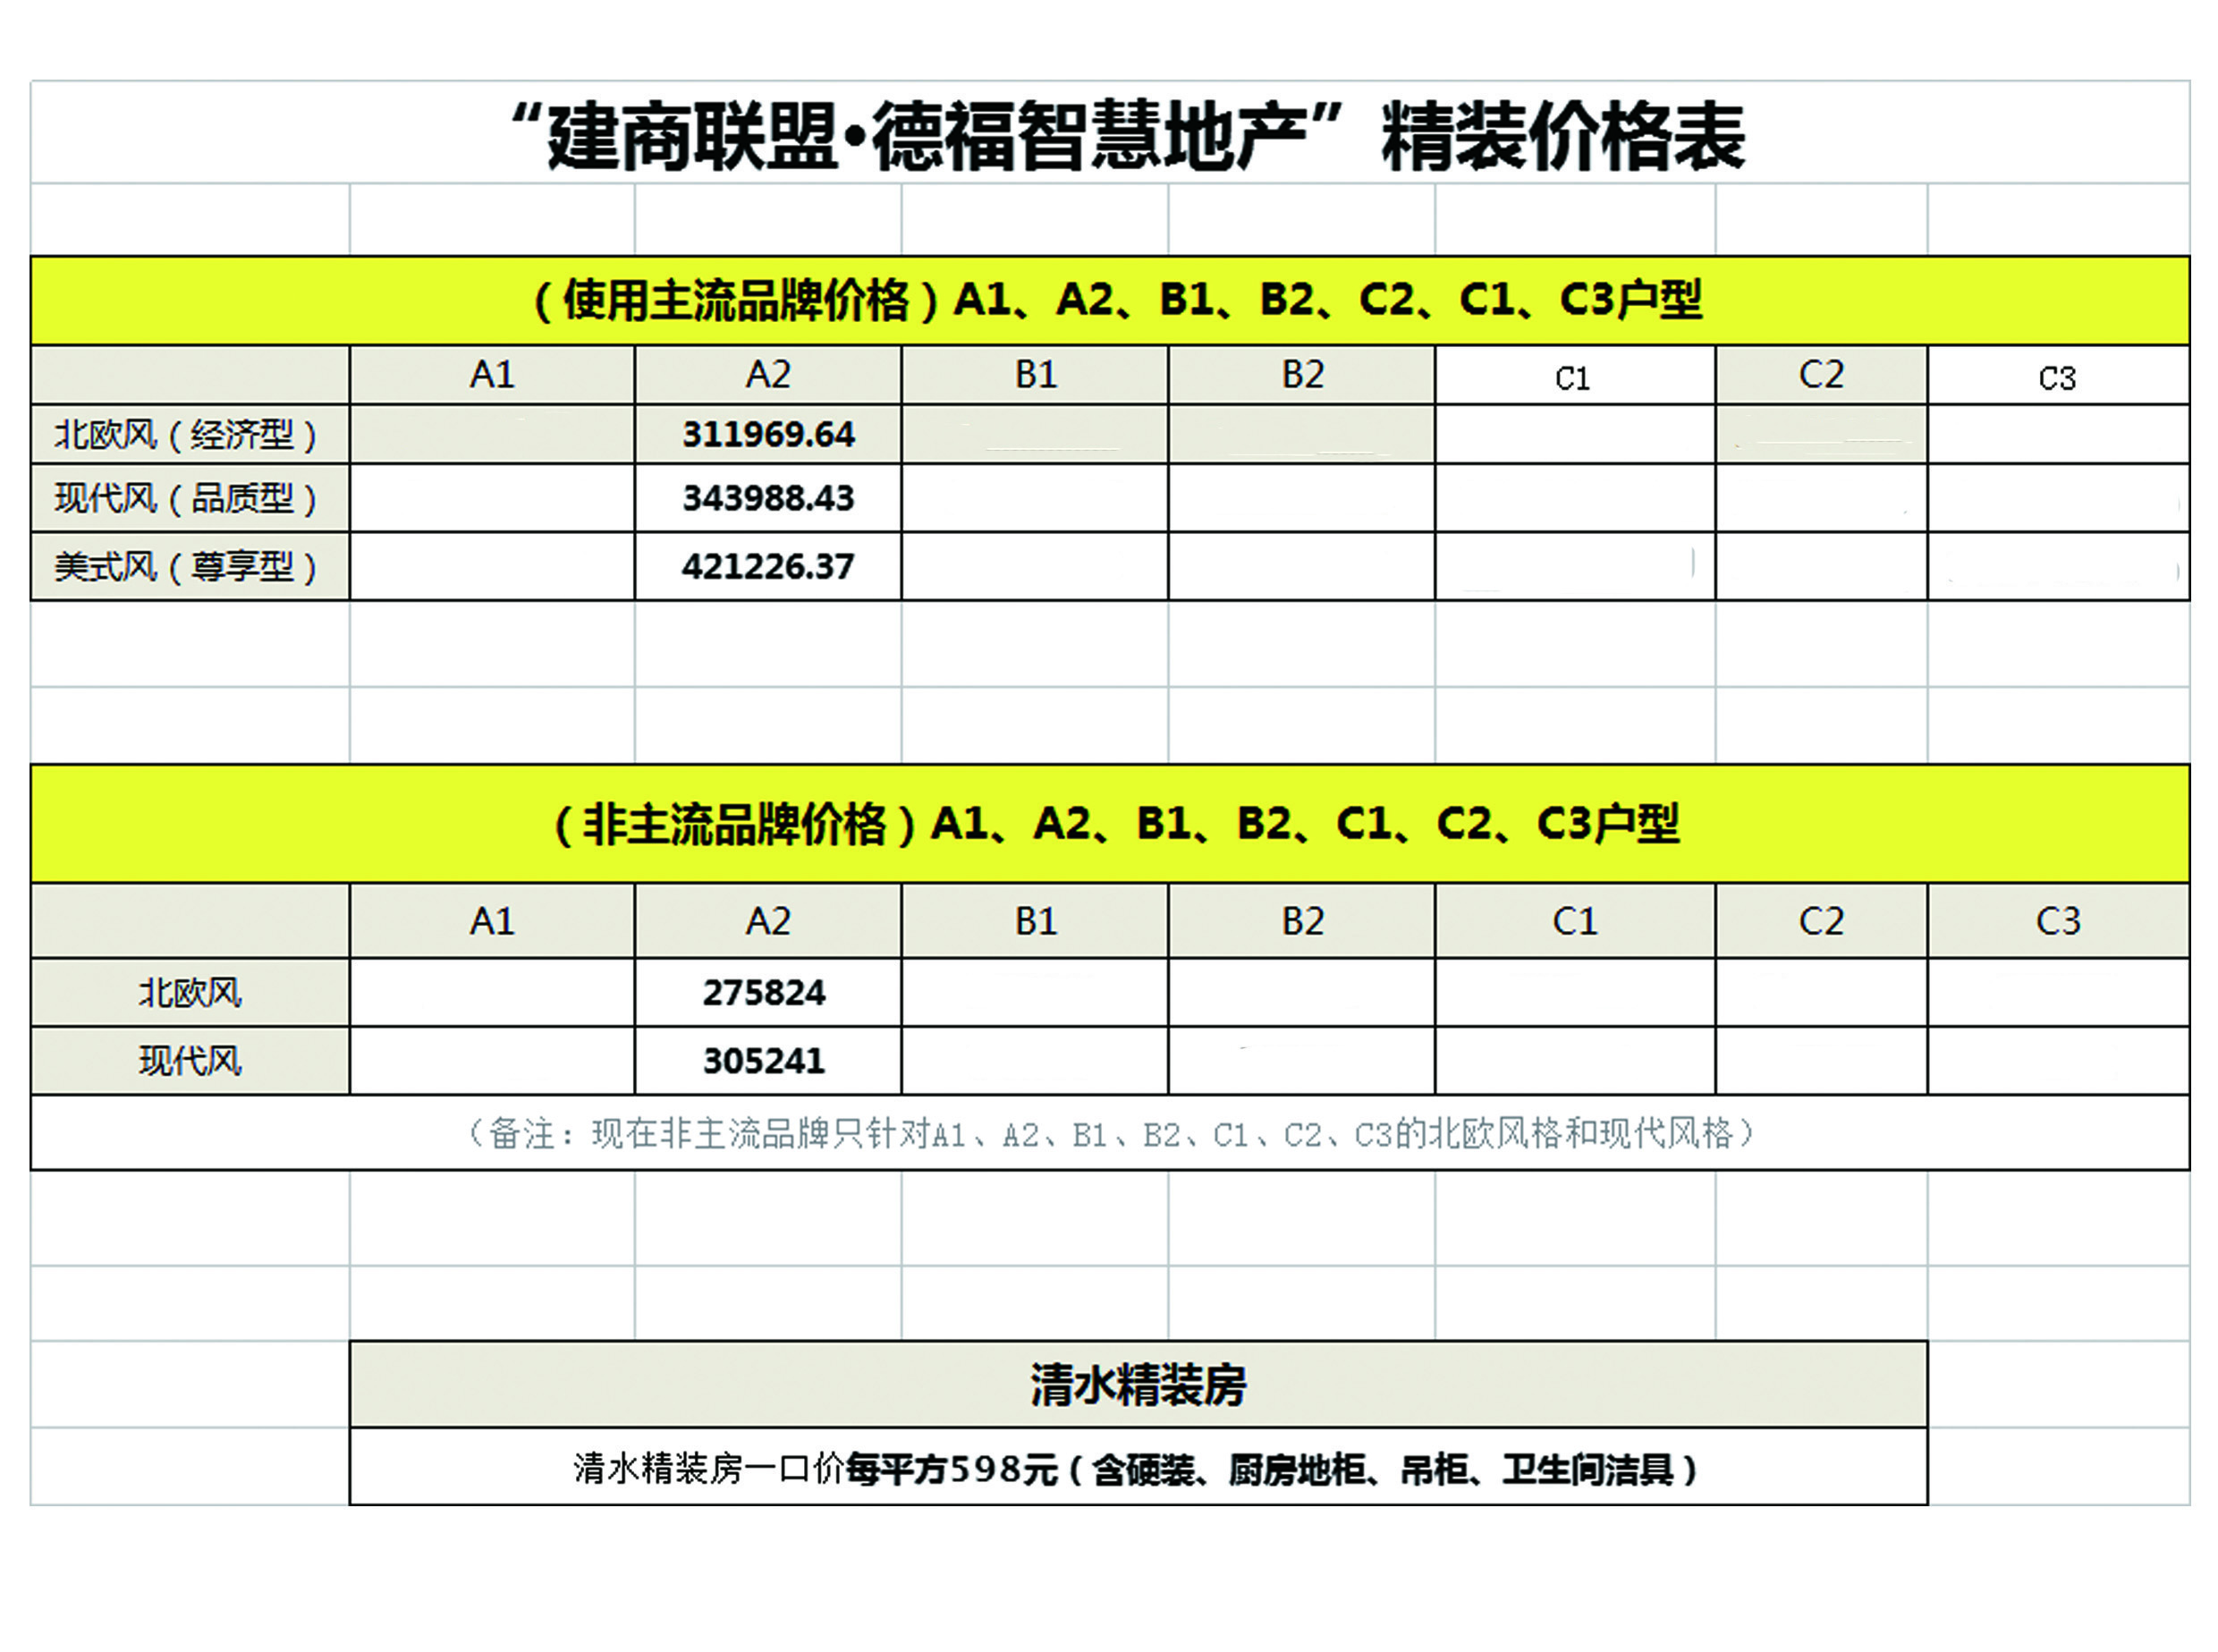 “建商联盟•德福智慧地产”精装价格表
（使用主流品牌价格）A1、A2、B1、B2、C2、C1、C3户型
A1 A2 B1 B2 C1 C2 C3
北欧风（经济型） 311969.64
现代风（品质型） 343988.43
美式风（尊享型） 421226.37
（非主流品牌价格）A1、A2、B1、B2、C1、C2、C3户型
A1 A2 B1 B2 C1 C2 C3
北欧风 275824
现代风 305241
（备注：现在非主流品牌只针对A1、A2、B1、B2、C1、C2、C3的北欧风格和现代风格）
清水精装房
清水精装房一口价每平方598元（含硬装、厨房地柜、吊柜、卫生间洁具）